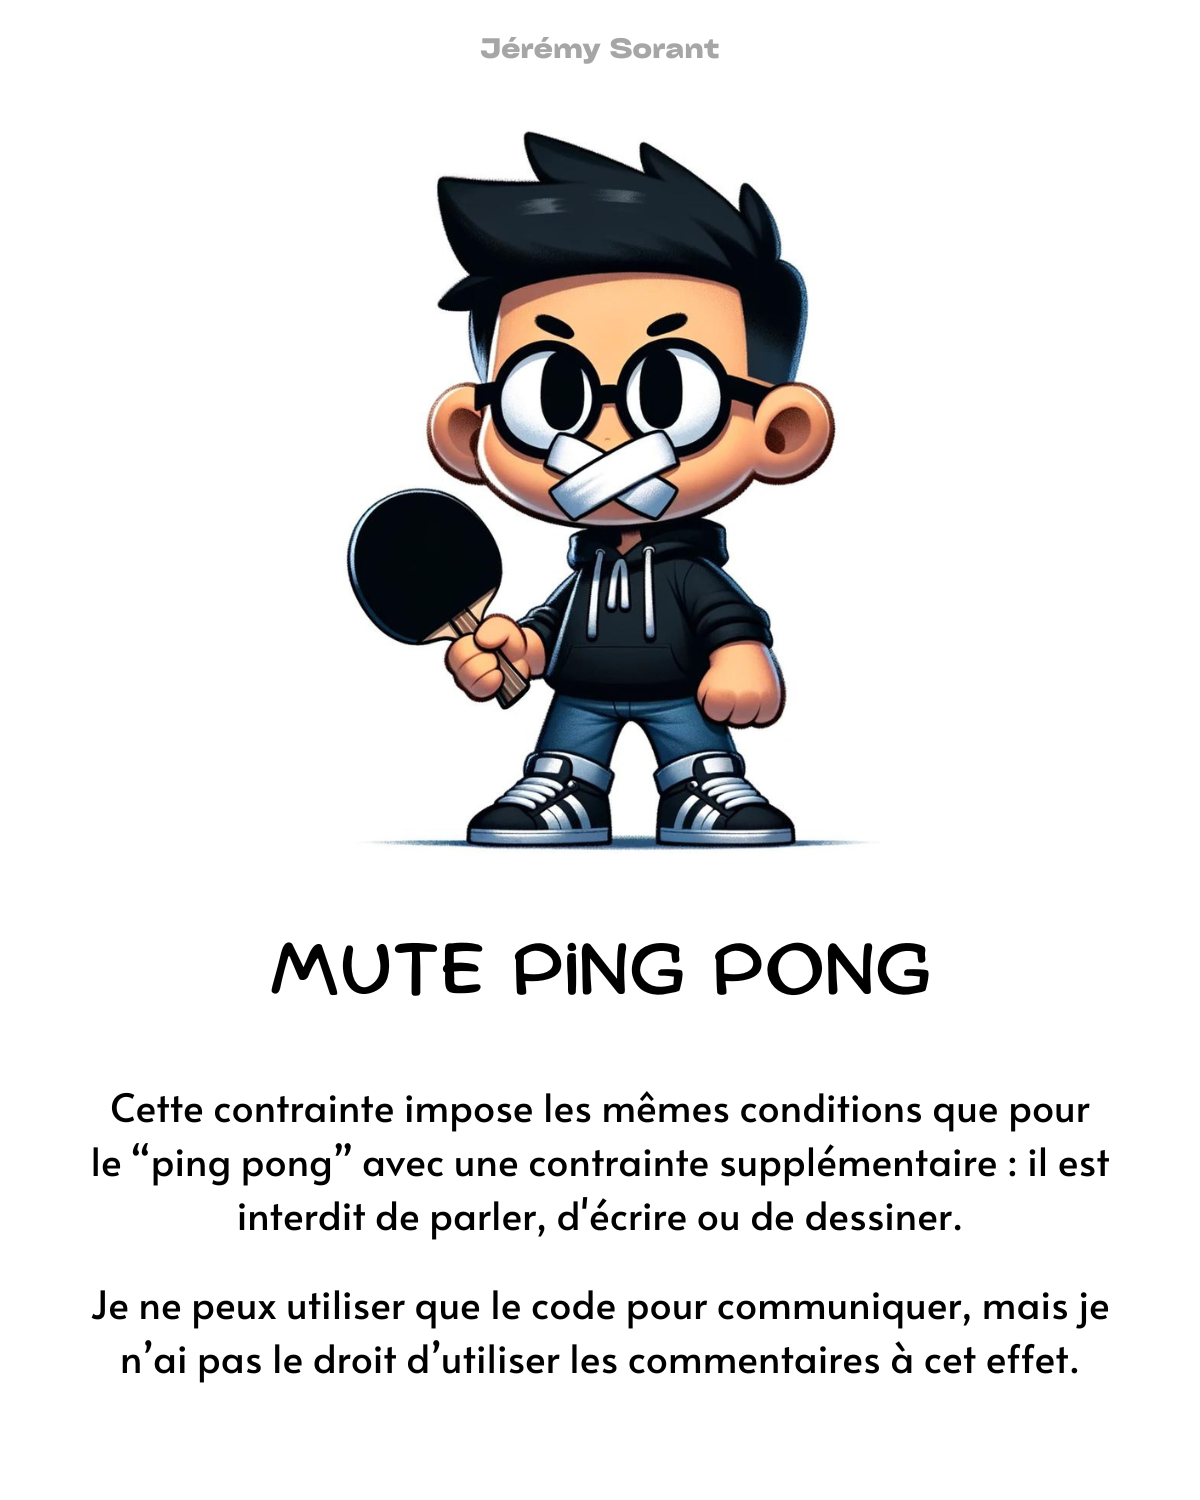 Jérémy Sorant
MUTE PiNG PONG
Cette contrainte impose les mêmes conditions que pour
le “ping pong” avec une contrainte supplémentaire : il est
interdit de parler, d'écrire ou de dessiner.
Je ne peux utiliser que le code pour communiquer, mais je
n’ai pas le droit d’utiliser les commentaires à cet effet.